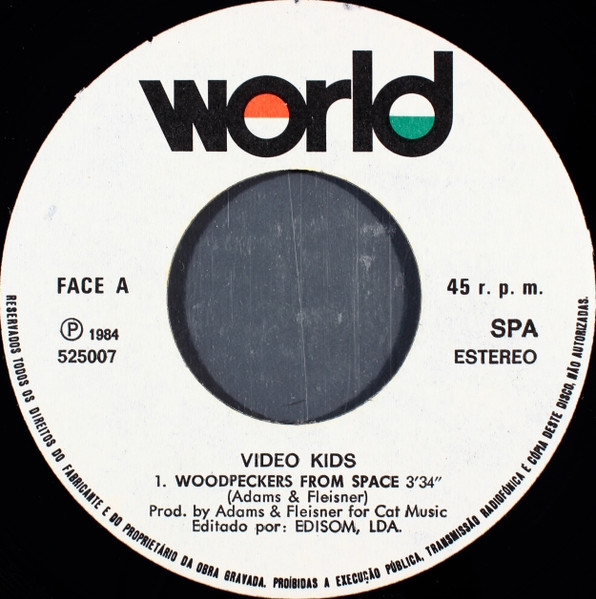 world
FACE A
45 r. p. m.
Ⓟ 1984
SPA
525007
ESTEREO
VIDEO KIDS
1. WOODPECKERS FROM SPACE 3'34"
(Adams & Fleisner)
Prod. by Adams & Fleisner for Cat Music
Editado por: EDISOM, LDA.
RESERVADOS TODOS OS DIREITOS DO FABRICANTE E DO PROPRIETÁRIO DA OBRA GRAVADA. PROÍBIDAS A EXECUÇÃO PÚBLICA, TRANSMISSÃO RADIOFÓNICA E CÓPIA DESTE DISCO, NÃO AUTORIZADAS.